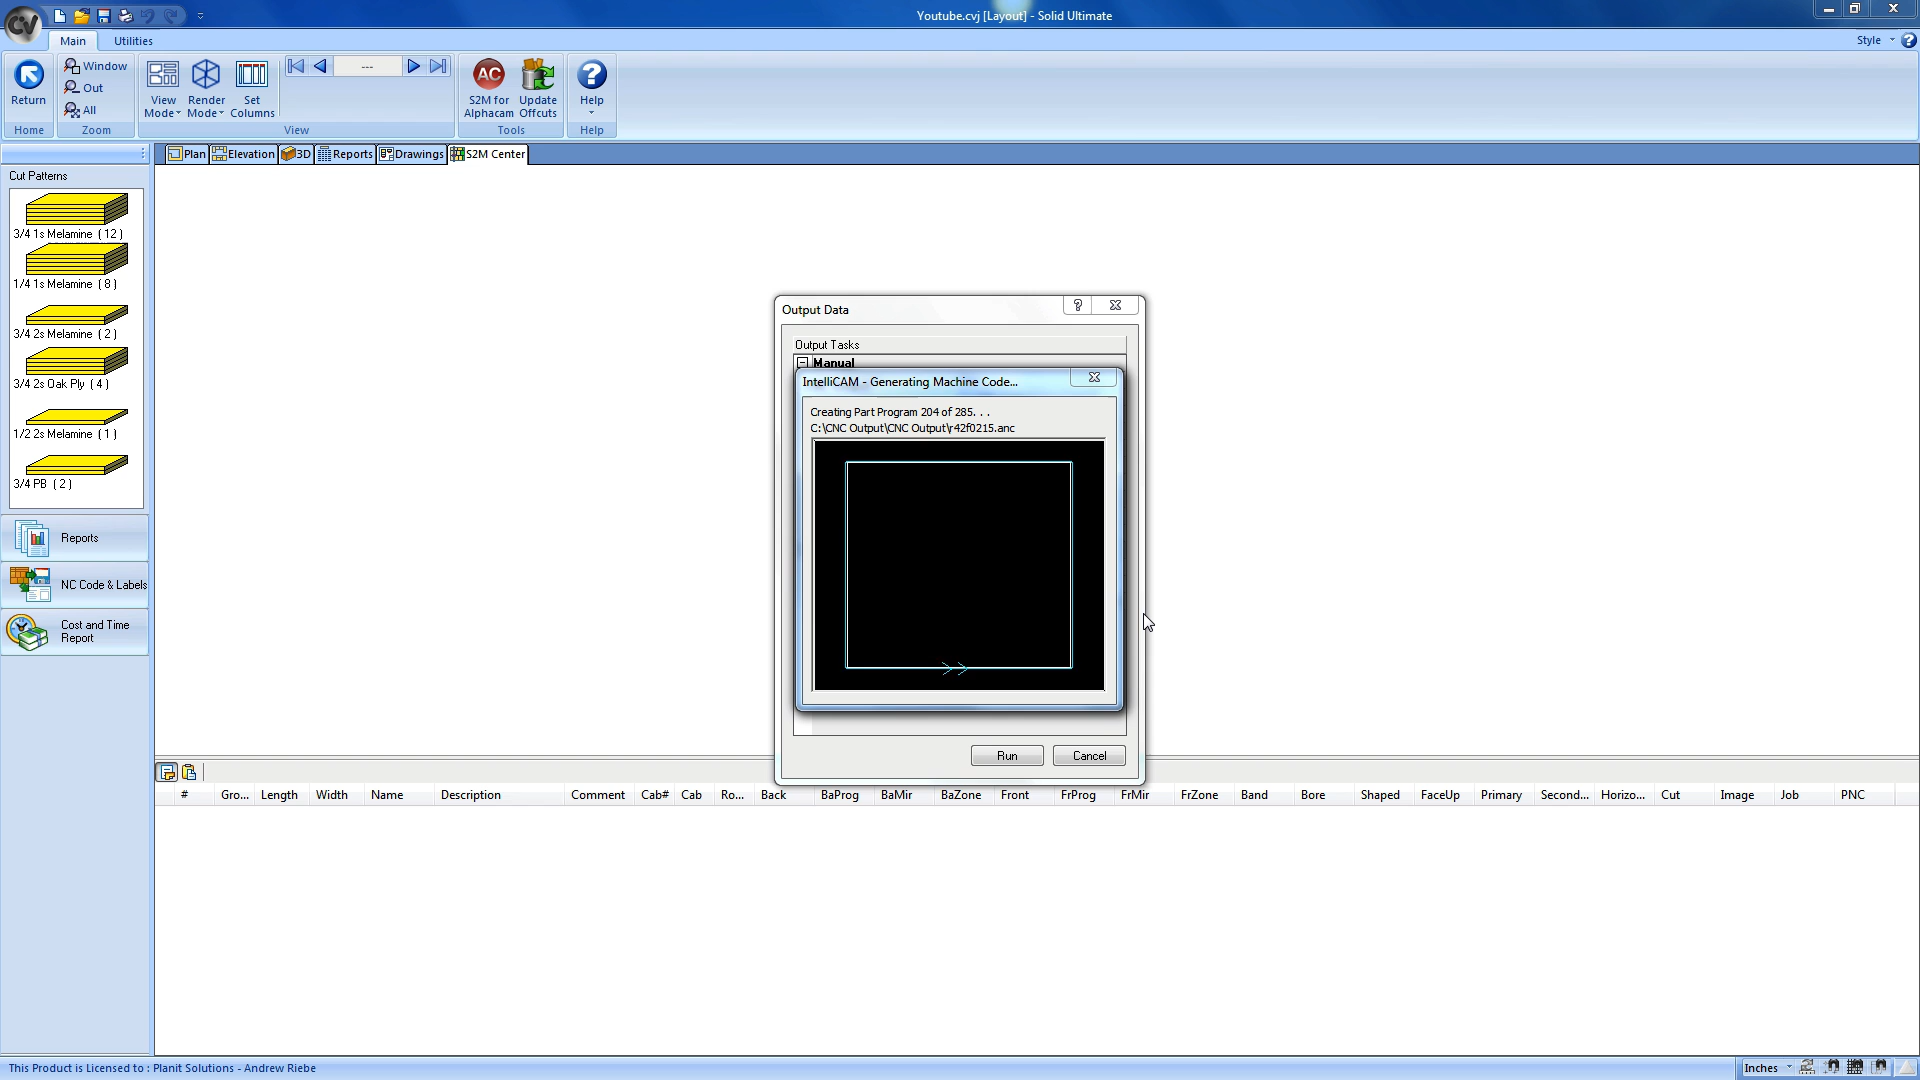 CV
Youtube.cvj [Layout] - Solid Ultimate
Main
Utilities
Style
Return
Home
Window
Out
All
Zoom
View Mode
Render Mode
Set Columns
---
View
AC
S2M for Alphacam
Update Offcuts
Tools
Help
Help
Plan
Elevation
3D
Reports
Drawings
S2M Center
Cut Patterns
3/4 1s Melamine ( 12 )
1/4 1s Melamine ( 8 )
3/4 2s Melamine ( 2 )
3/4 2s Oak Ply ( 4 )
1/2 2s Melamine ( 1 )
3/4 PB ( 2 )
Reports
NC Code & Labels
Cost and Time
Report
Output Data
Output Tasks
Manual
IntelliCAM - Generating Machine Code...
Creating Part Program 204 of 285. . .
C:\CNC Output\CNC Output\r42f0215.anc
Run
Cancel
# Gro... Length Width Name Description Comment Cab# Cab Ro... Back BaProg BaMir BaZone Front FrProg FrMir FrZone Band Bore Shaped FaceUp Primary Second... Horizo... Cut Image Job PNC
This Product is Licensed to : Planit Solutions - Andrew Riebe
Inches